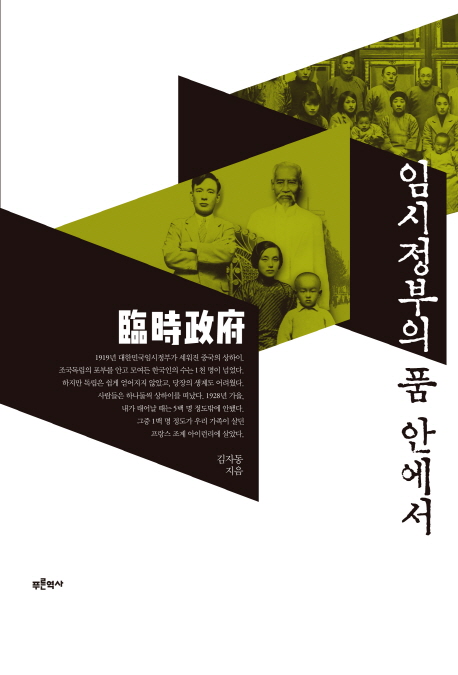 임시정부의 품 안에서
臨時政府
1919년 대한민국임시정부가 세워진 중국의 상하이.
조국독립의 포부를 안고 모여든 한국인의 수는 1천 명이 넘었다.
하지만 독립은 쉽게 얻어지지 않았고, 당장의 생계도 어려웠다.
사람들은 하나둘씩 상하이를 떠났다. 1928년 가을,
내가 태어날 때는 5백 명 정도밖에 안됐다.
그중 1백 명 정도가 우리 가족이 살던
프랑스 조계 아이런리에 살았다.
김자동
지음
푸른역사